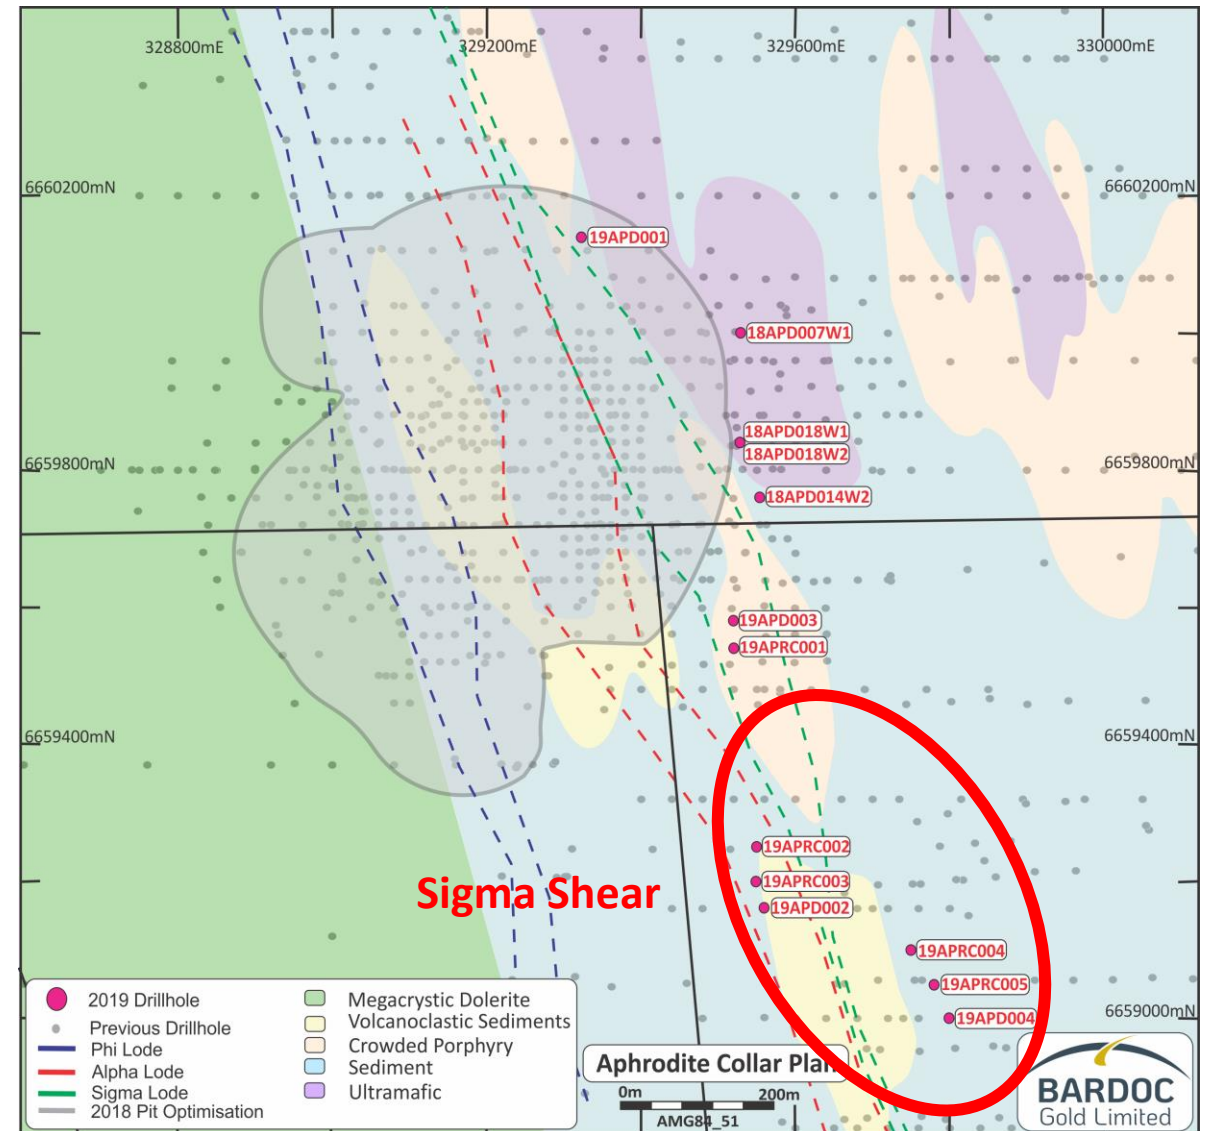 328800mE
329200mE
329600mE
330000mE
6660200mN
6660200mN
19APD001
18APD007W1
18APD018W1
18APD018W2
6659800mN
6659800mN
18APD014W2
19APD003
19APRC001
6659400mN
6659400mN
19APRC002
19APRC003
Sigma Shear
19APD002
19APRC004
19APRC005
19APD004
6659000mN
2019 Drillhole
Previous Drillhole
Phi Lode
Alpha Lode
Sigma Lode
2018 Pit Optimisation
Megacrystic Dolerite
Volcanoclastic Sediments
Crowded Porphyry
Sediment
Ultramafic
Aphrodite Collar Plan
0m 200m
AMG84_51
BARDOC
Gold Limited